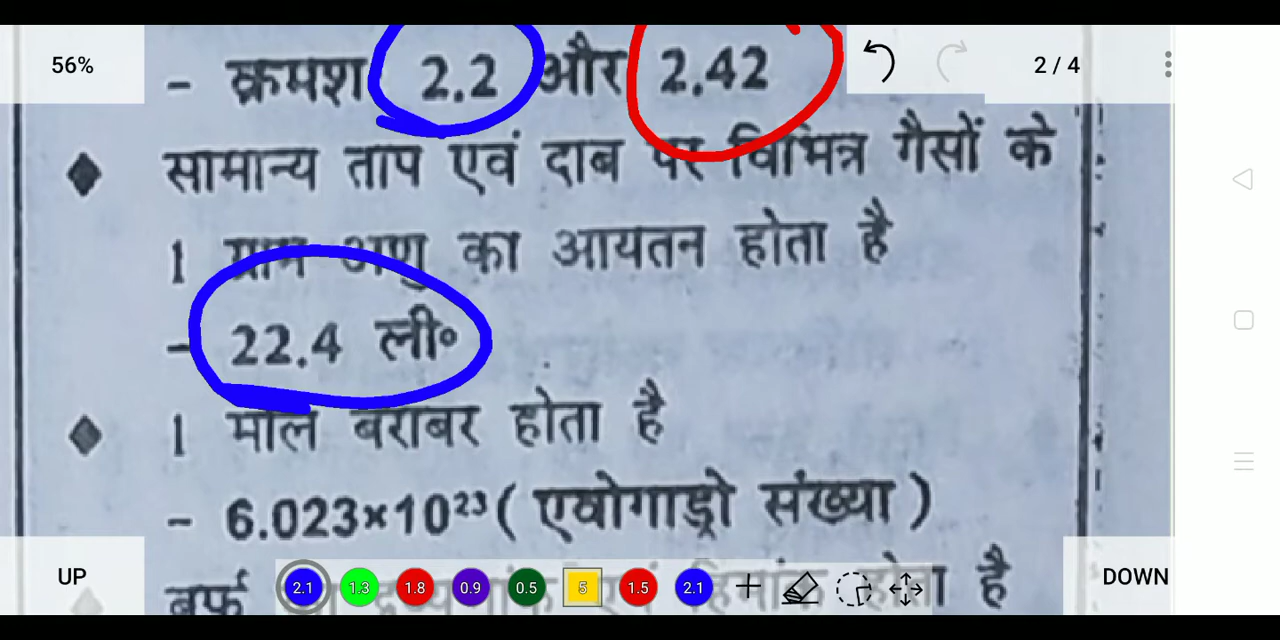 56%
2 / 4
- क्रमश 2.2 और 2.42
सामान्य ताप एवं दाब पर विभिन्न गैसों के
1 ग्राम अणु का आयतन होता है
- 22.4 ली॰
1 मोल बराबर होता है
- 6.023×10²³( एवोगाड्रो संख्या )
बर्फ होता है
UP
2.1 1.3 1.8 0.9 0.5 5 1.5 2.1
DOWN